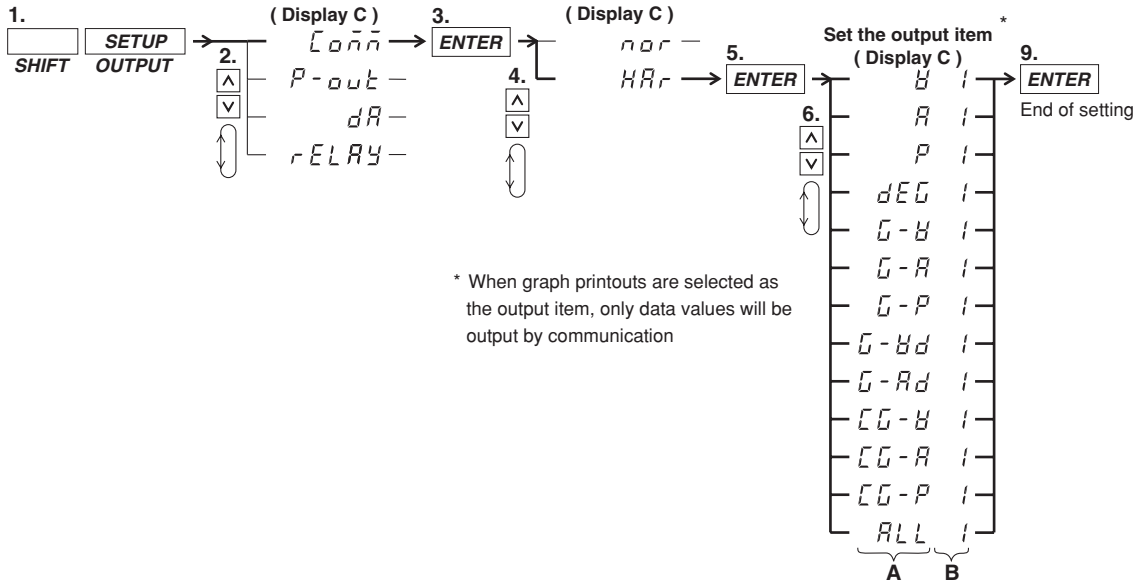 1.
SHIFT
SETUP
OUTPUT
2.
( Display C )
Conn
P-out
dA
rELAY
3.
ENTER
4.
( Display C )
nor
HAr
5.
ENTER
6.
Set the output item *
( Display C )
V 1
A 1
P 1
dEG 1
G-V 1
G-A 1
G-P 1
G-Vd 1
G-Ad 1
CG-V 1
CG-A 1
CG-P 1
ALL 1
A B
9.
ENTER
End of setting
* When graph printouts are selected as
the output item, only data values will be
output by communication